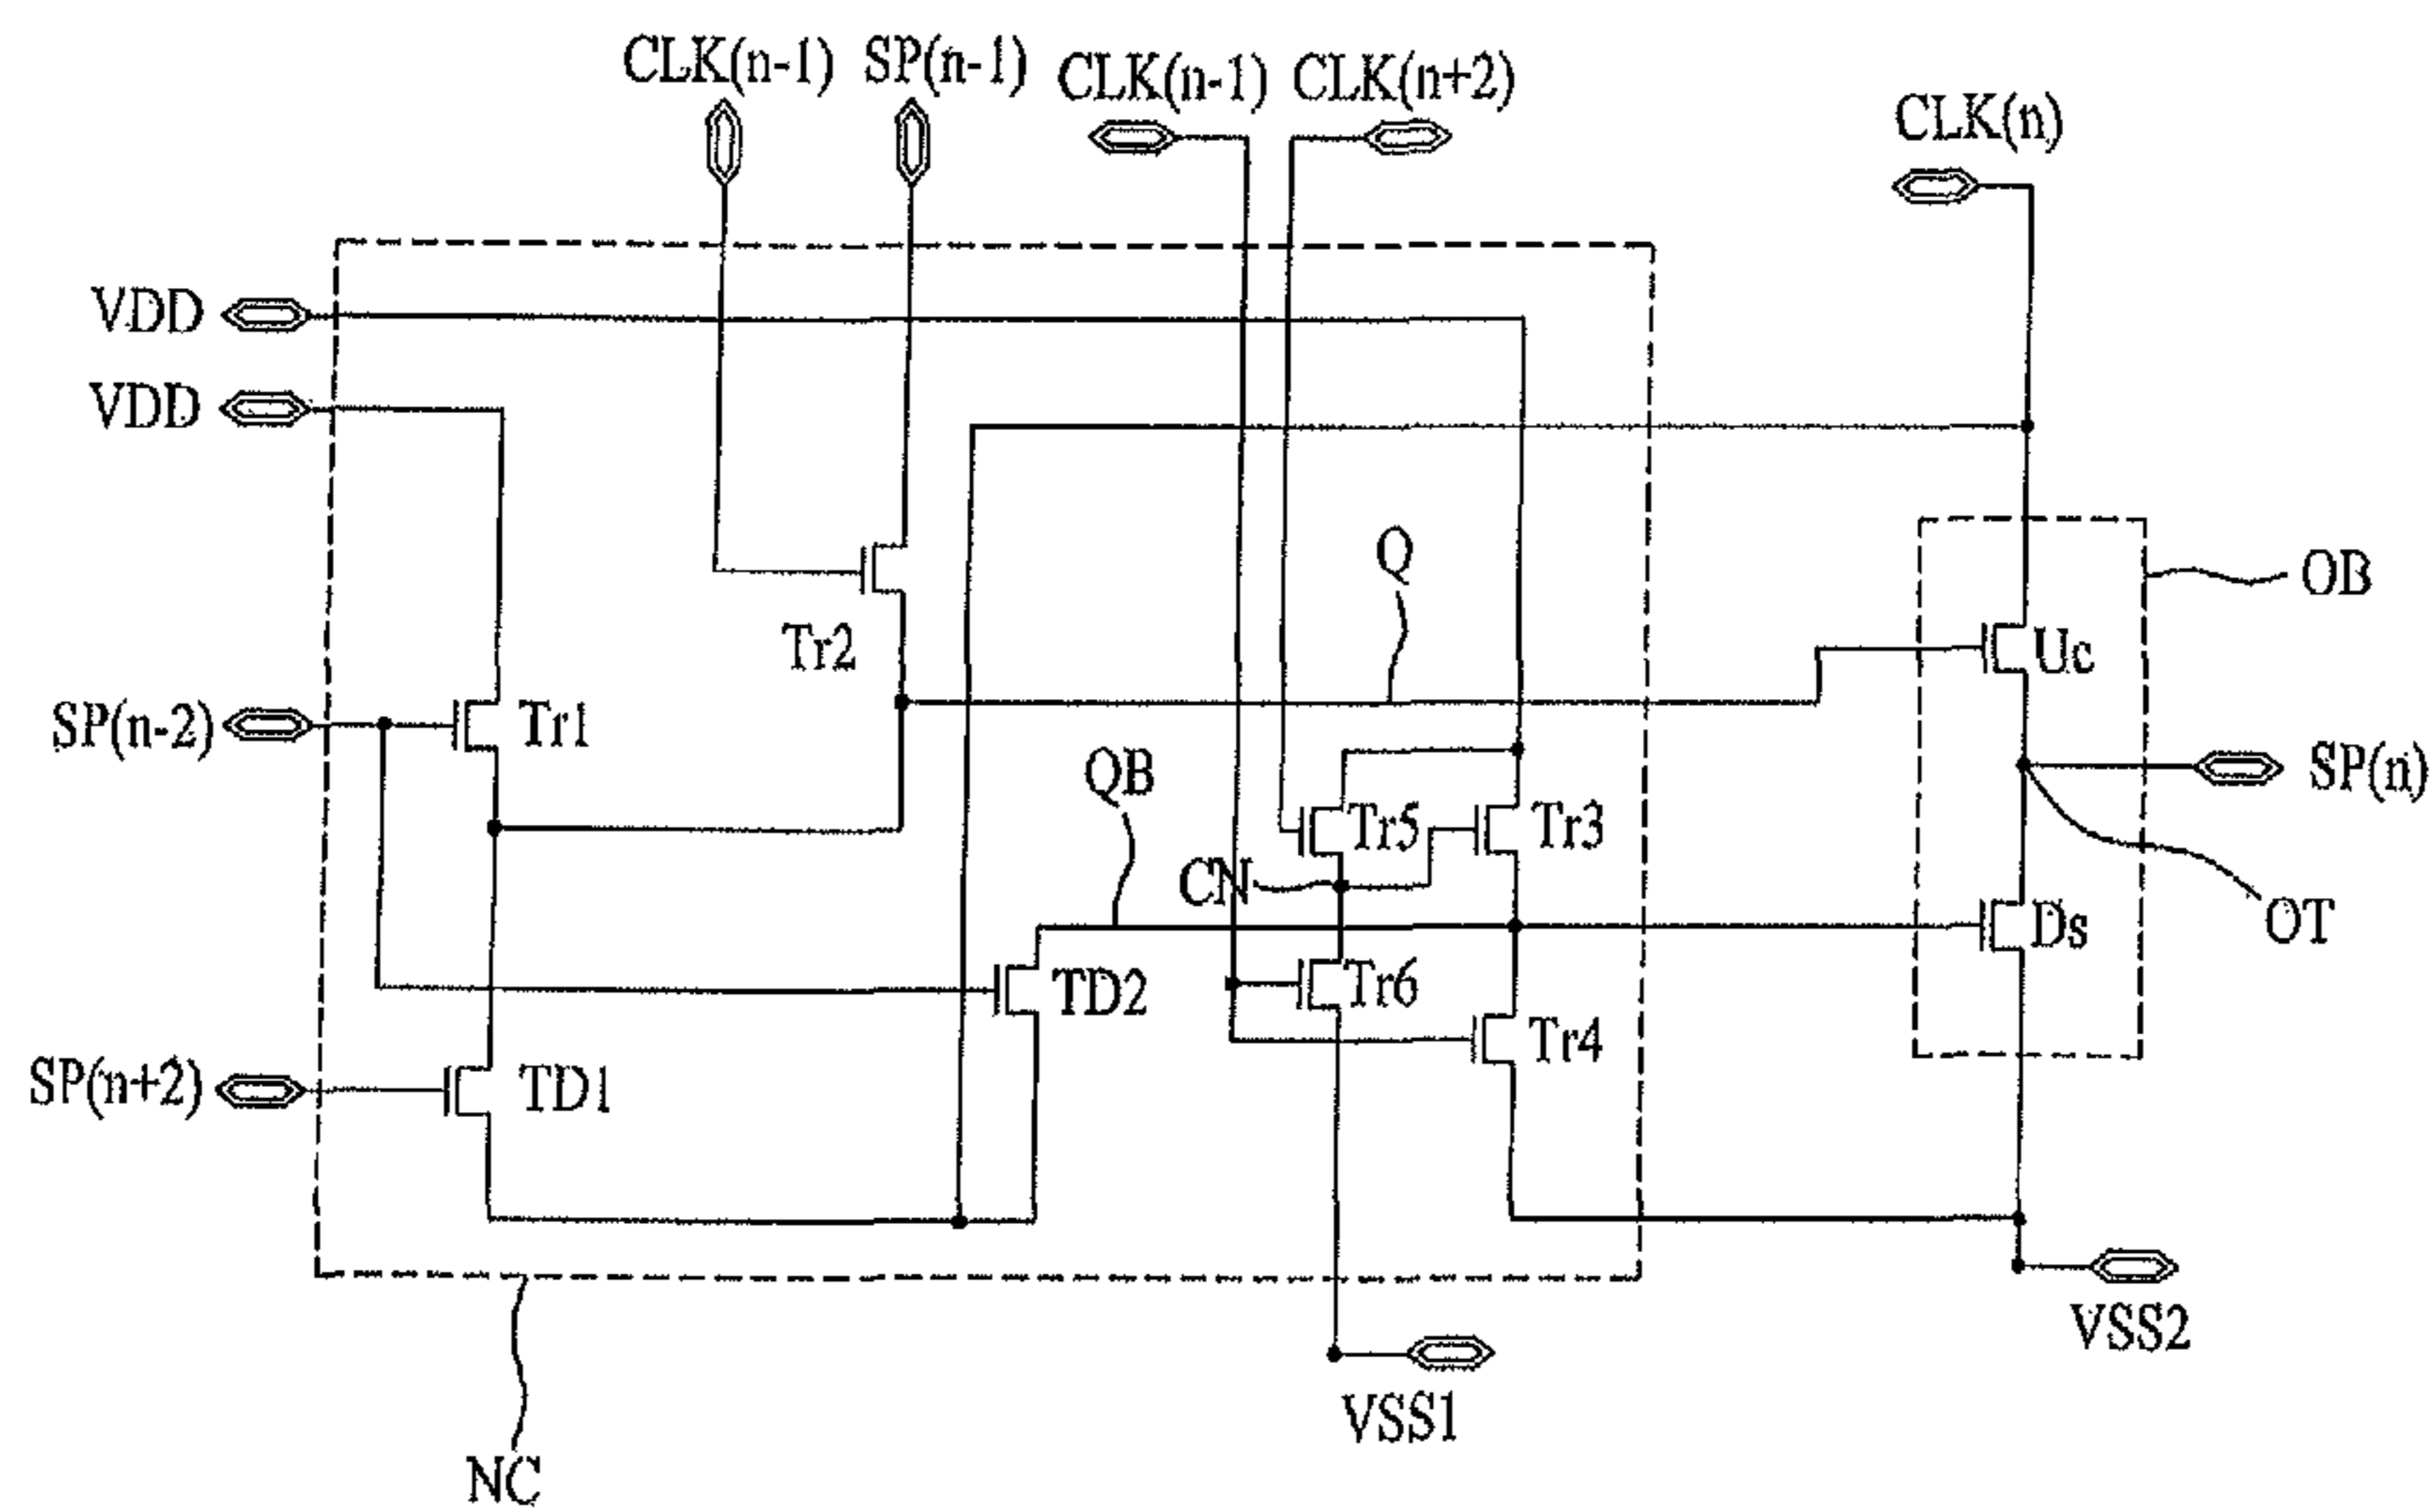 CLK(n-1)
SP(n-1)
CLK(n-1)
CLK(n+2)
CLK(n)
VDD
VDD
Q
OB
Tr2
Uc
SP(n-2)
Tr1
QB
SP(n)
Tr5
Tr3
CN
Ds
OT
TD2
Tr6
Tr4
SP(n+2)
TD1
VSS2
VSS1
NC